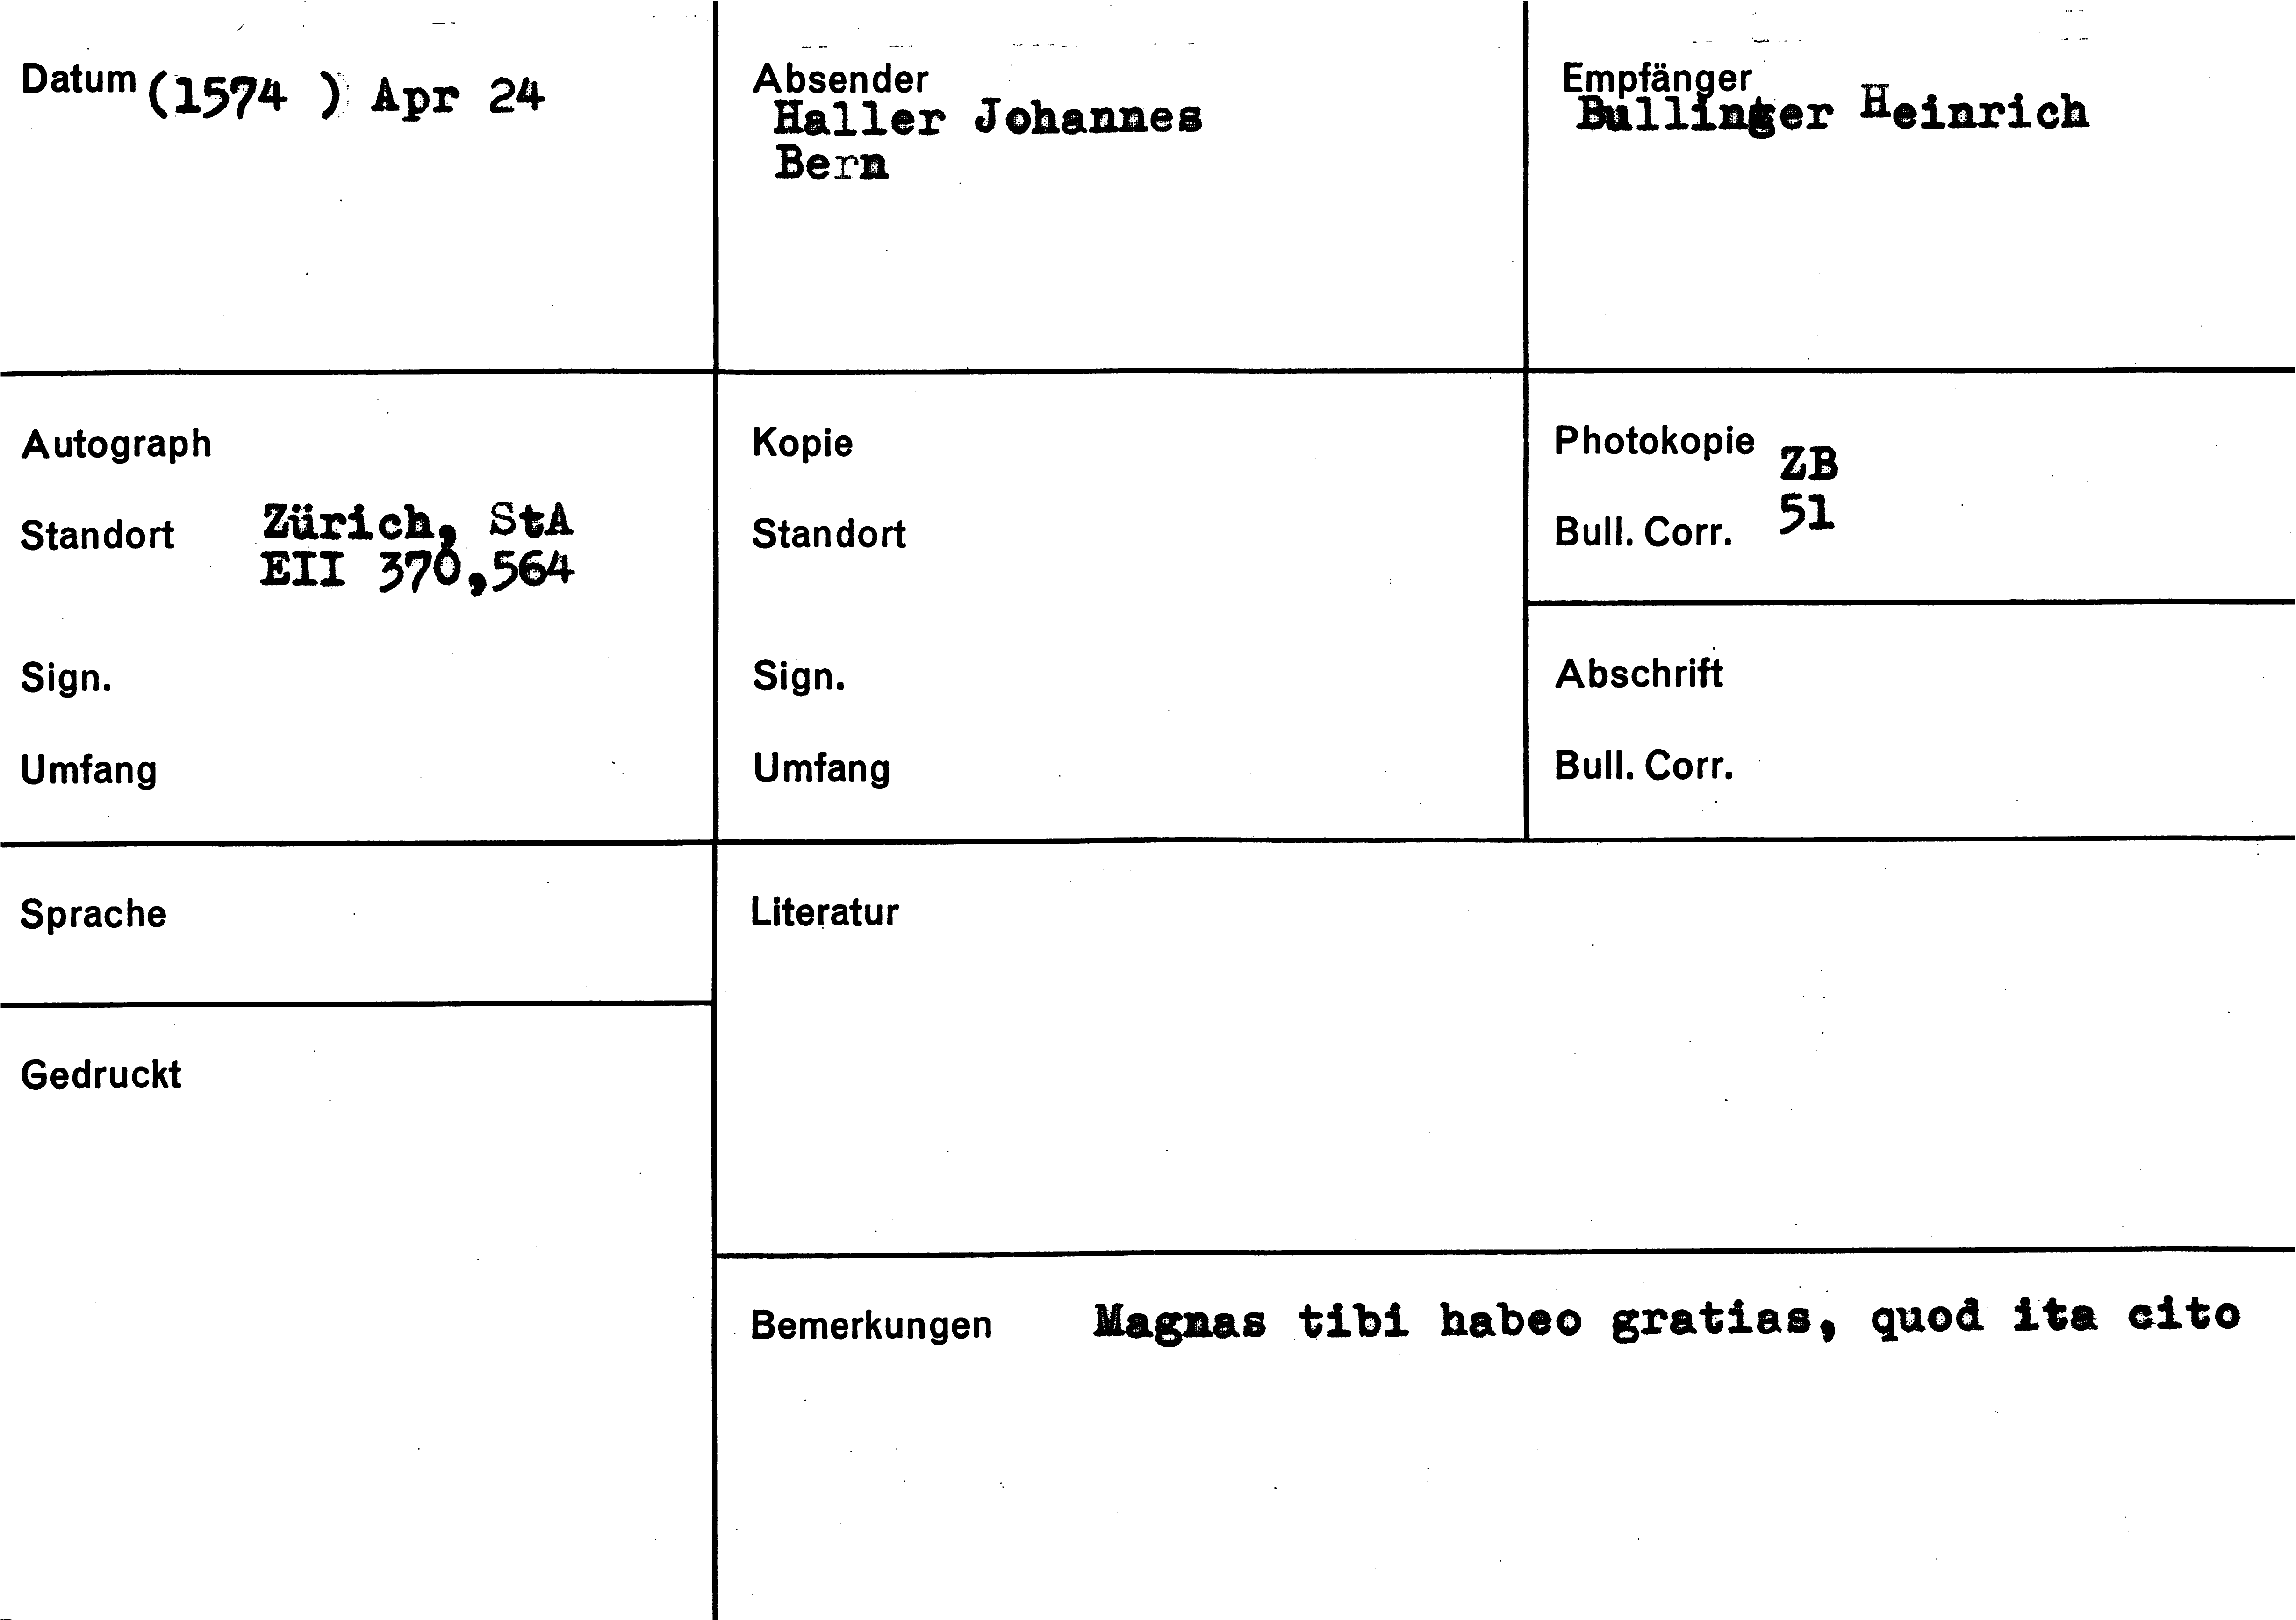 Datum (1574 ) Apr 24
Absender
Haller Johannes
Bern
Empfänger
Bullinger Heinrich
Autograph
Standort Zürich, StA
EII 370,564
Sign.
Umfang
Kopie
Standort
Sign.
Umfang
Photokopie ZB
Bull. Corr. 51
Abschrift
Bull. Corr.
Sprache
Literatur
Gedruckt
Bemerkungen Magnas tibi habeo gratias, quod ita cito